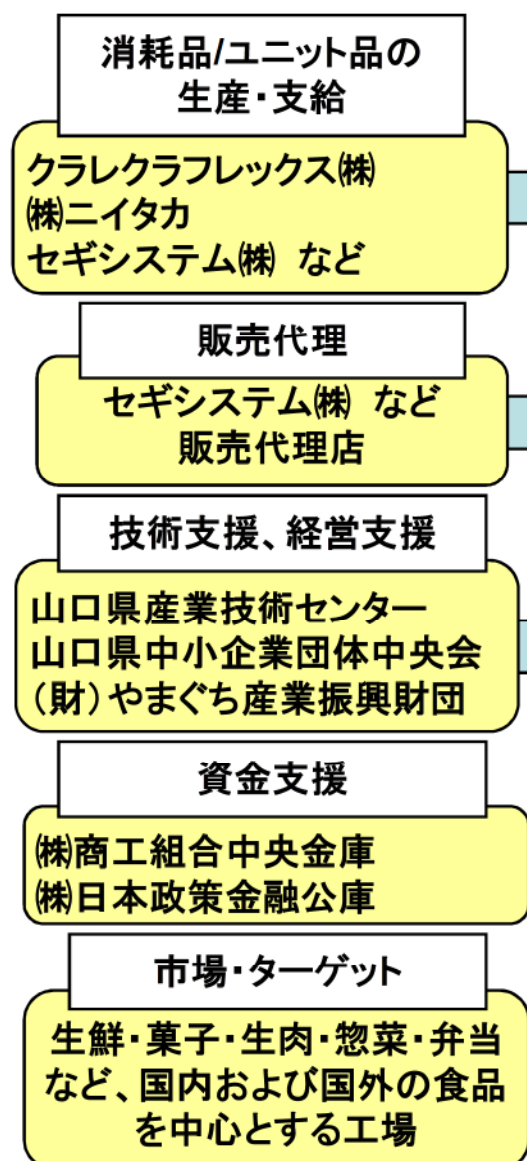 消耗品/ユニット品の
生産・支給
クラレクラフレックス㈱
㈱ニイタカ
セギシステム㈱ など
販売代理
セギシステム㈱ など
販売代理店
技術支援、経営支援
山口県産業技術センター
山口県中小企業団体中央会
(財)やまぐち産業振興財団
資金支援
㈱商工組合中央金庫
㈱日本政策金融公庫
市場・ターゲット
生鮮・菓子・生肉・惣菜・弁当
など、国内および国外の食品
を中心とする工場